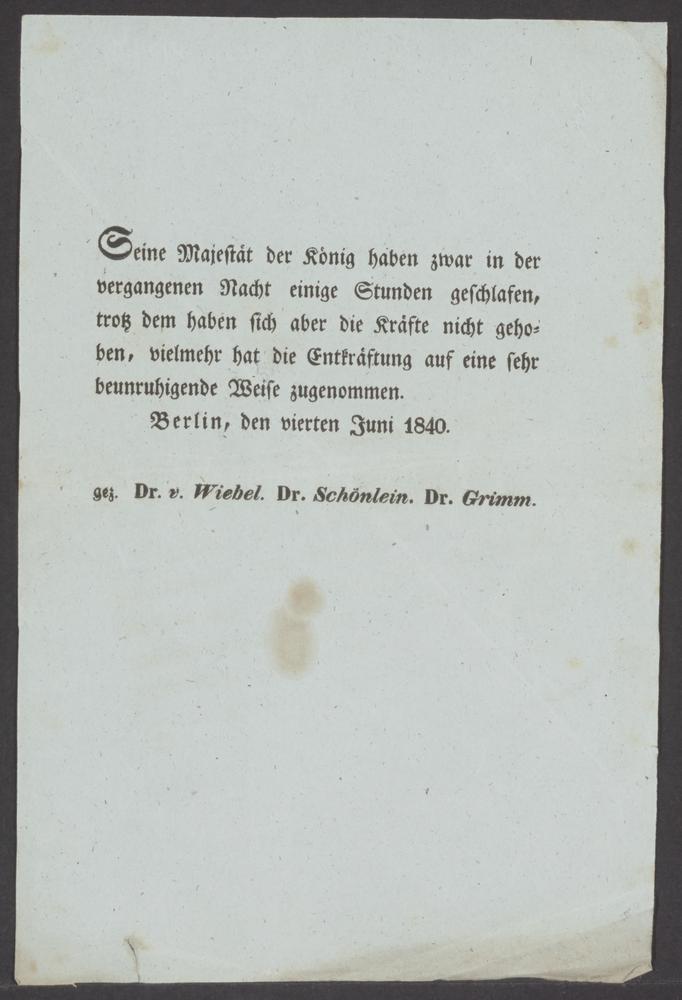 Seine Majestät der König haben zwar in der
vergangenen Nacht einige Stunden geschlafen,
trotz dem haben sich aber die Kräfte nicht geho-
ben, vielmehr hat die Entkräftung auf eine sehr
beunruhigende Weise zugenommen.
Berlin, den vierten Juni 1840.
gez. Dr. v. Wiebel. Dr. Schönlein. Dr. Grimm.